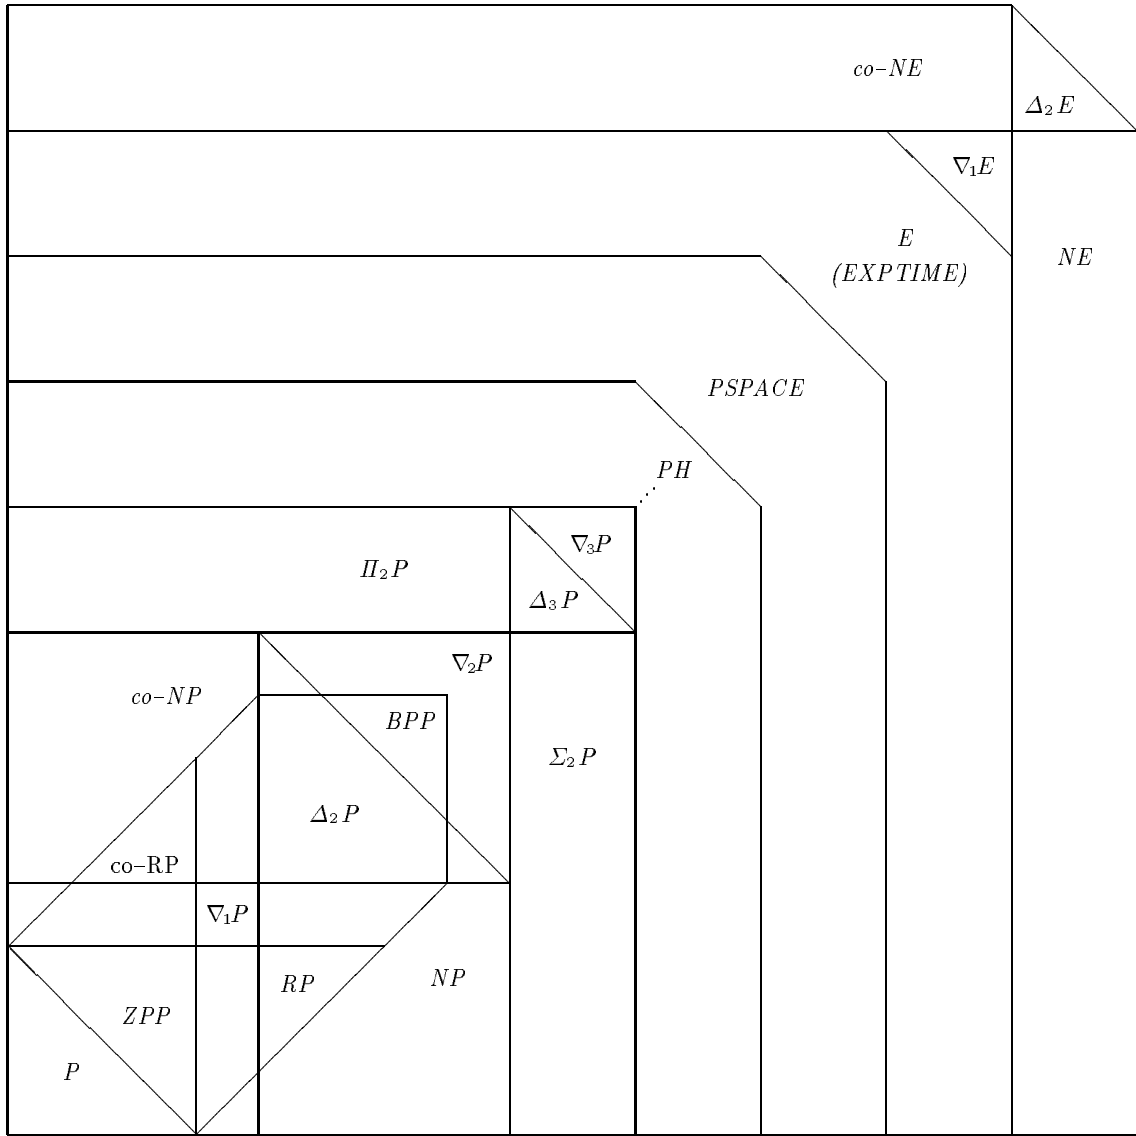 co–NE
Δ₂E
∇₁E
E
(EXPTIME)
NE
PSPACE
PH
∇₃P
Π₂P
Δ₃P
∇₂P
co–NP
BPP
Σ₂P
Δ₂P
co–RP
∇₁P
NP
RP
ZPP
P